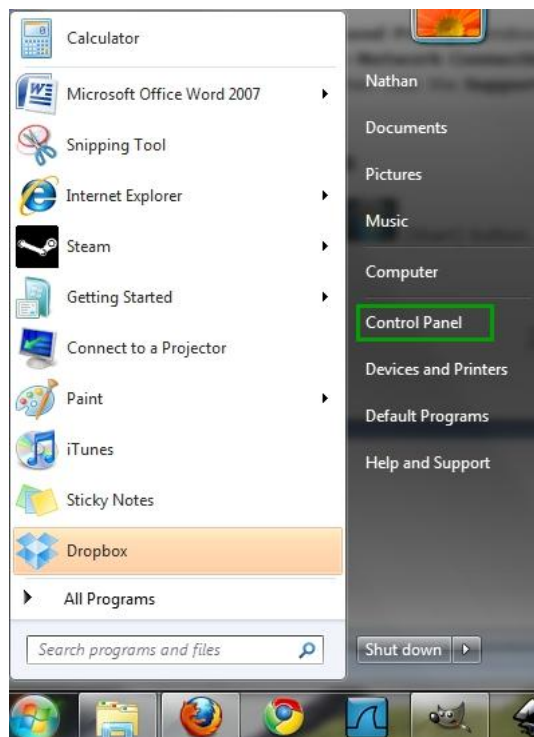 Calculator
Microsoft Office Word 2007
Snipping Tool
Internet Explorer
Steam
Getting Started
Connect to a Projector
Paint
iTunes
Sticky Notes
Dropbox
All Programs
Search programs and files
Nathan
Documents
Pictures
Music
Computer
Control Panel
Devices and Printers
Default Programs
Help and Support
Shut down